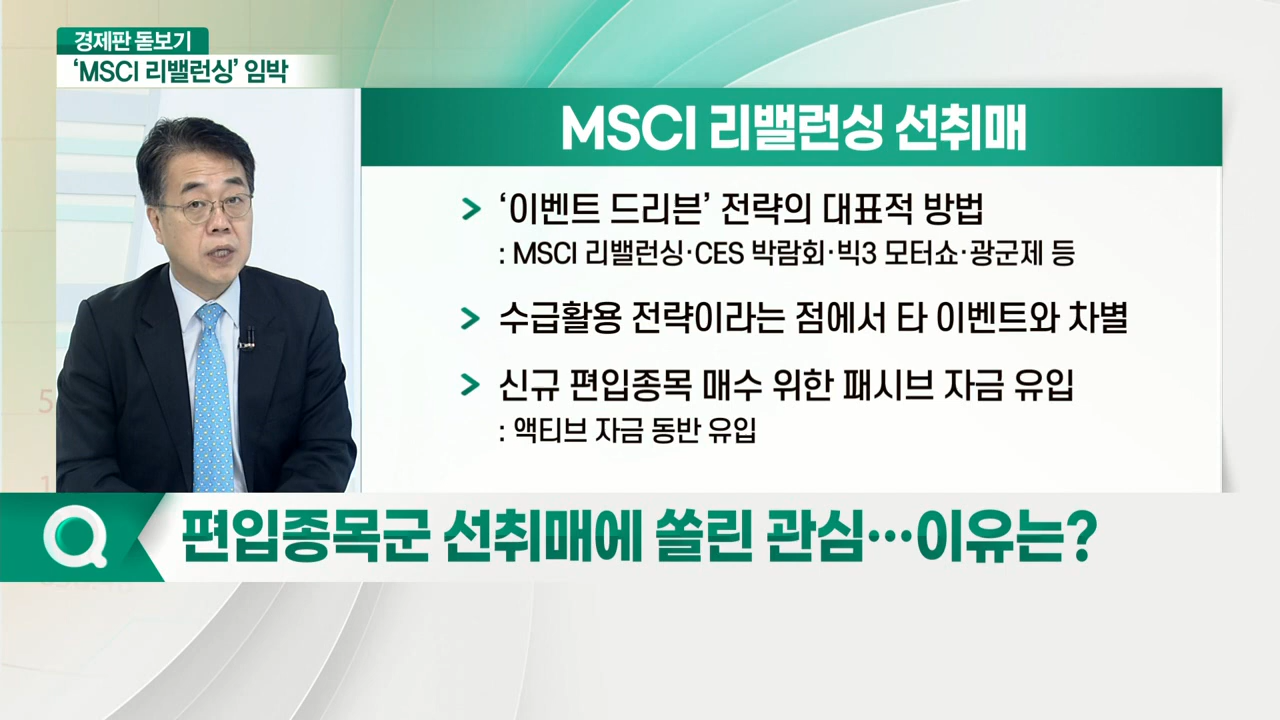 경제판 돋보기
‘MSCI 리밸런싱’ 임박
MSCI 리밸런싱 선취매
‘이벤트 드리븐’ 전략의 대표적 방법
: MSCI 리밸런싱·CES 박람회·빅3 모터쇼·광군제 등
수급활용 전략이라는 점에서 타 이벤트와 차별
신규 편입종목 매수 위한 패시브 자금 유입
: 액티브 자금 동반 유입
편입종목군 선취매에 쏠린 관심…이유는?